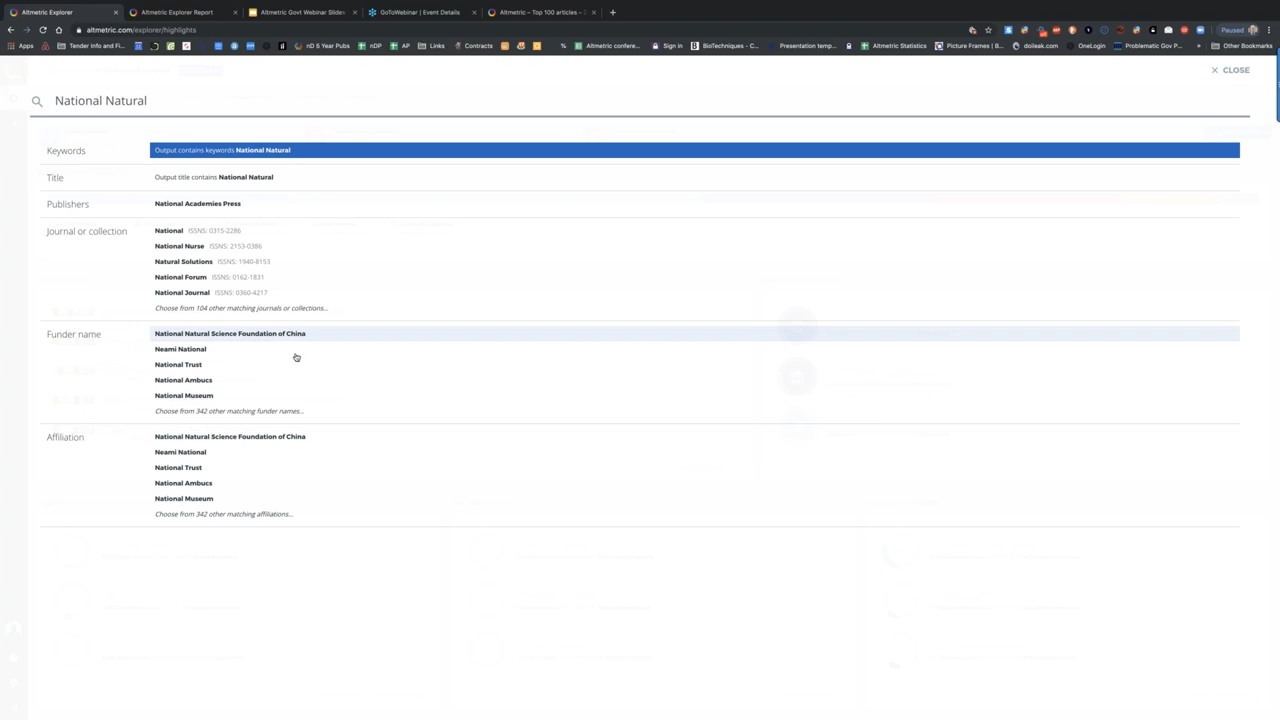 Altmetric Explorer
Altmetric Explorer Report
Altmetric Govt Webinar Slides
GoToWebinar | Event Details
Altmetric – Top 100 articles –
altmetric.com/explorer/highlights
Paused
Apps
Tender Info and Fi...
nD 5 Year Pubs
nDP
AP
Links
Contracts
Altmetric confere...
Sign in
BioTechniques - C...
Presentation temp...
Altmetric Statistics
Picture Frames | B...
doileak.com
OneLogin
Problematic Gov P...
Other Bookmarks
CLOSE
National Natural
Keywords
Output contains keywords National Natural
Title
Output title contains National Natural
Publishers
National Academies Press
Journal or collection
National ISSNS: 0315-2286
National Nurse ISSNS: 2153-0386
Natural Solutions ISSNS: 1940-8153
National Forum ISSNS: 0162-1831
National Journal ISSNS: 0360-4217
Choose from 104 other matching journals or collections...
Funder name
National Natural Science Foundation of China
Neami National
National Trust
National Ambucs
National Museum
Choose from 342 other matching funder names...
Affiliation
National Natural Science Foundation of China
Neami National
National Trust
National Ambucs
National Museum
Choose from 342 other matching affiliations...